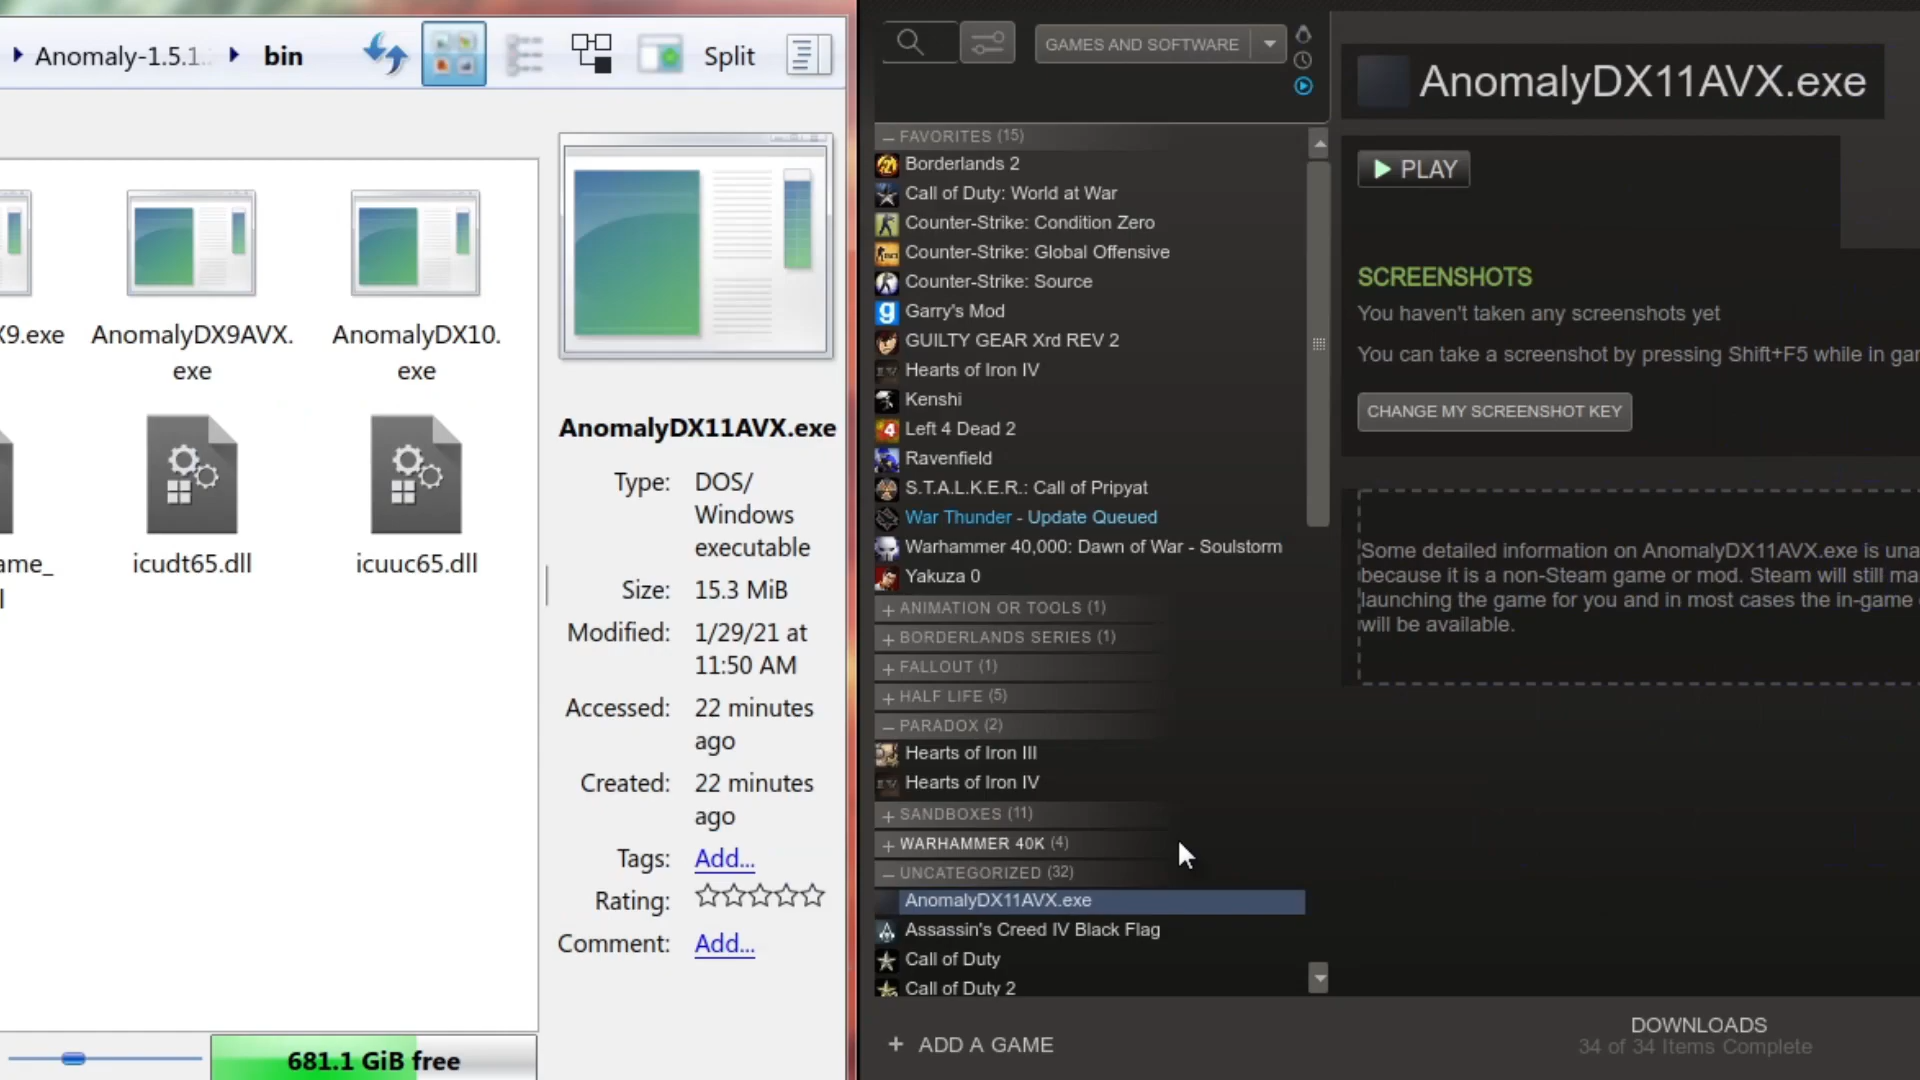 Anomaly-1.5.1..
bin
Split
X9.exe
AnomalyDX9AVX.
exe
AnomalyDX10.
exe
ame_
l
icudt65.dll
icuuc65.dll
681.1 GiB free
AnomalyDX11AVX.exe
Type: DOS/
Windows
executable
Size: 15.3 MiB
Modified: 1/29/21 at
11:50 AM
Accessed: 22 minutes
ago
Created: 22 minutes
ago
Tags: Add...
Rating:
Comment: Add...
GAMES AND SOFTWARE
FAVORITES (15)
Borderlands 2
Call of Duty: World at War
Counter-Strike: Condition Zero
Counter-Strike: Global Offensive
Counter-Strike: Source
Garry's Mod
GUILTY GEAR Xrd REV 2
Hearts of Iron IV
Kenshi
Left 4 Dead 2
Ravenfield
S.T.A.L.K.E.R.: Call of Pripyat
War Thunder - Update Queued
Warhammer 40,000: Dawn of War - Soulstorm
Yakuza 0
ANIMATION OR TOOLS (1)
BORDERLANDS SERIES (1)
FALLOUT (1)
HALF LIFE (5)
PARADOX (2)
Hearts of Iron III
Hearts of Iron IV
SANDBOXES (11)
WARHAMMER 40K (4)
UNCATEGORIZED (32)
AnomalyDX11AVX.exe
Assassin's Creed IV Black Flag
Call of Duty
Call of Duty 2
+ ADD A GAME
AnomalyDX11AVX.exe
PLAY
SCREENSHOTS
You haven't taken any screenshots yet
You can take a screenshot by pressing Shift+F5 while in gam
CHANGE MY SCREENSHOT KEY
Some detailed information on AnomalyDX11AVX.exe is una
because it is a non-Steam game or mod. Steam will still ma
launching the game for you and in most cases the in-game
will be available.
DOWNLOADS
34 of 34 Items Complete